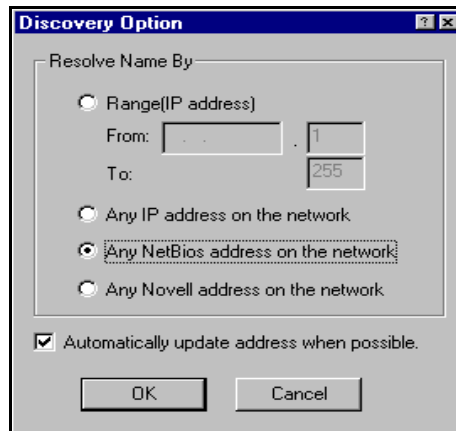 Discovery Option
Resolve Name By
Range(IP address)
From: . . . 1
To: 255
Any IP address on the network
Any NetBios address on the network
Any Novell address on the network
Automatically update address when possible.
OK Cancel